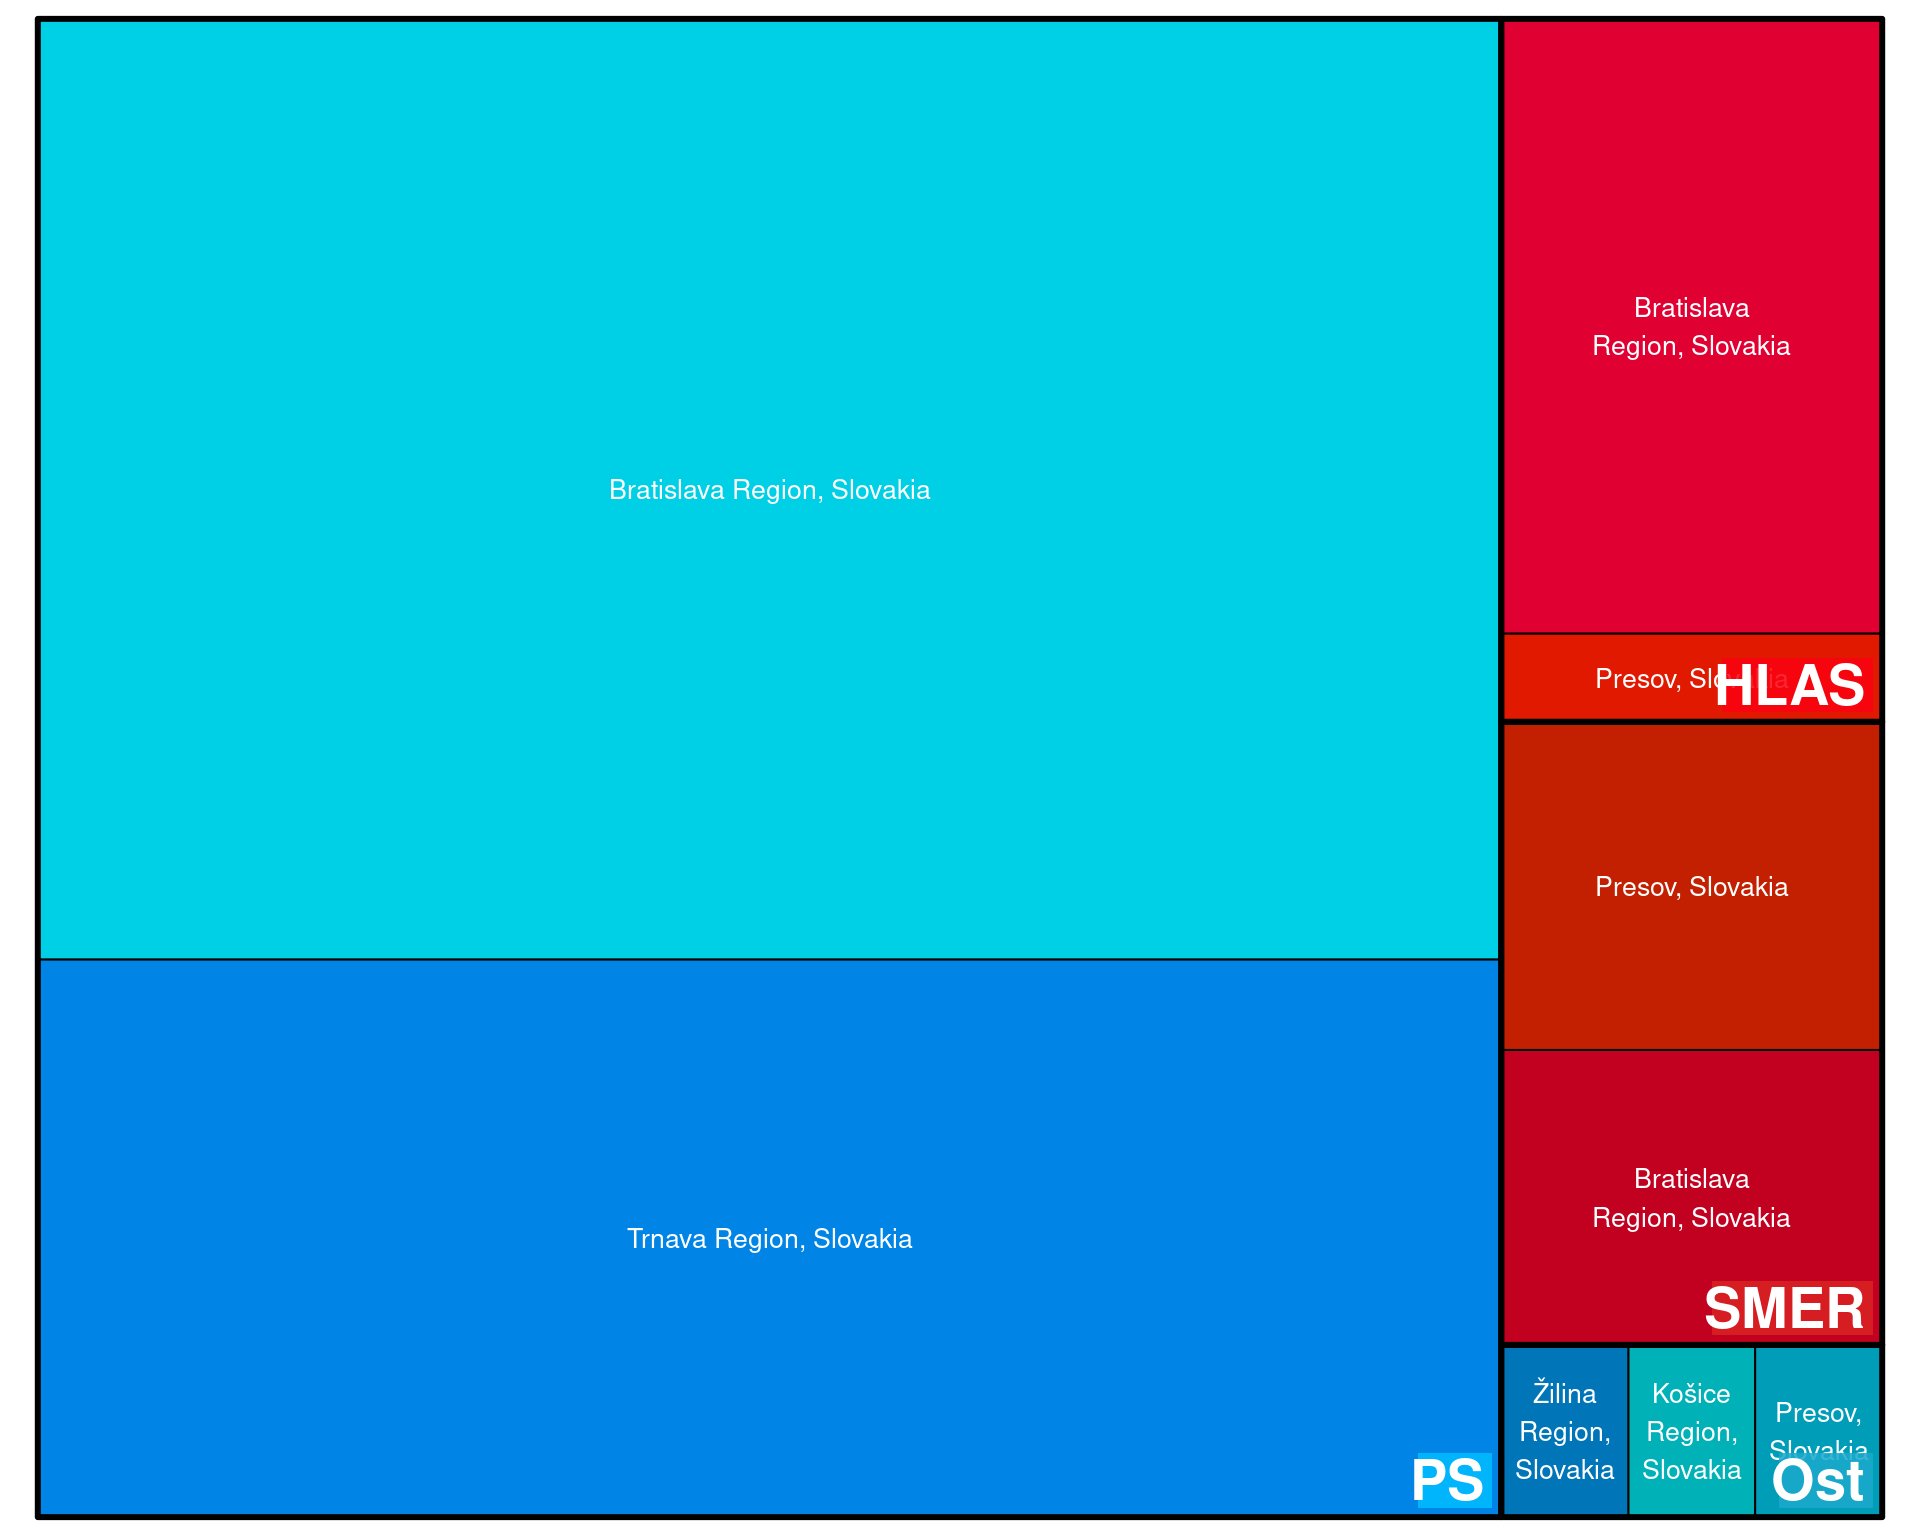 Bratislava Region, Slovakia
Trnava Region, Slovakia
PS
Bratislava
Region, Slovakia
Presov, Slovakia
HLAS
Presov, Slovakia
Bratislava
Region, Slovakia
SMER
Žilina
Region,
Slovakia
Košice
Region,
Slovakia
Presov,
Slovakia
Ost